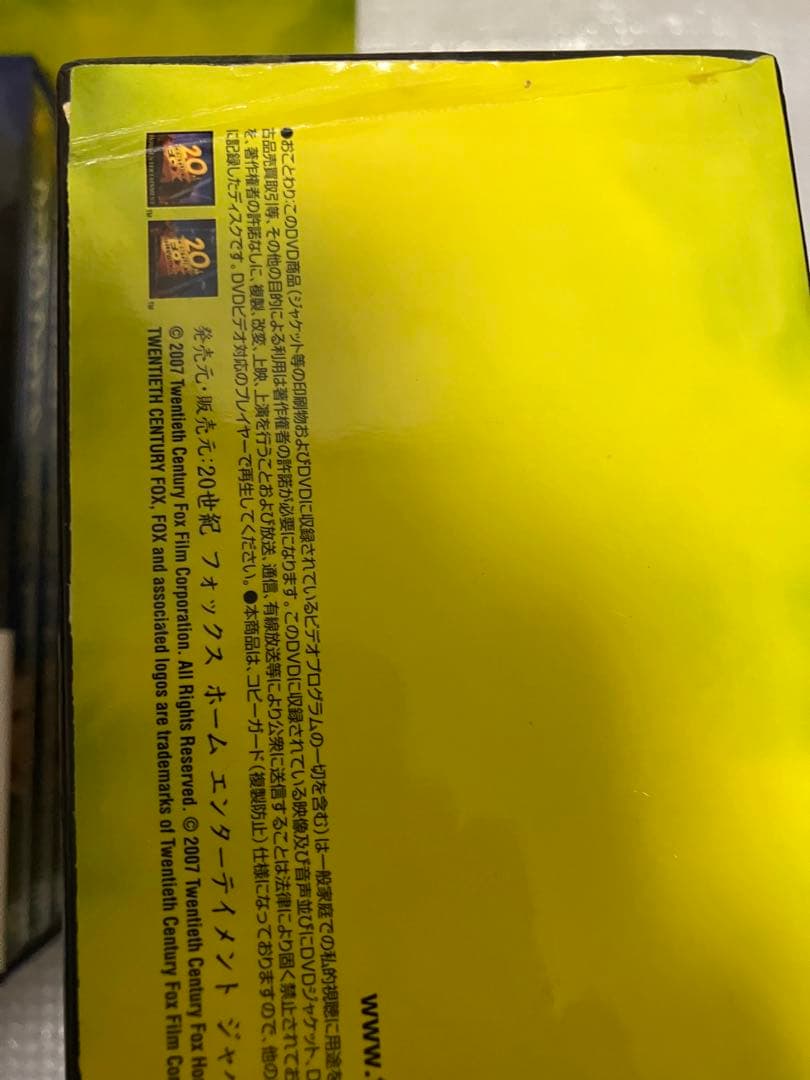 ●おことわり:このDVD商品(ジャケット等の印刷物およびDVDに収録されているビデオプログラムの一切を含む)は一般家庭での私的視聴に用途を
古品売買取引等、その他の目的による利用は著作権者の許諾が必要になります。このDVDに収録されている映像及び音声並びにDVDジャケット、D
を、著作権者の許諾なしに、複製、改変、上映、上演を行うことおよび放送、通信、有線放送等により公衆に送信することは法律により固く禁止されてお
に記録したディスクです。DVDビデオ対応のプレイヤーで再生してください。●本商品は、コピーガード(複製防止)仕様になっておりますので、他の
www.
発売元・販売元:20世紀 フォックス ホーム エンターテイメント ジャパ
© 2007 Twentieth Century Fox Film Corporation. All Rights Reserved. © 2007 Twentieth Century Fox Ho
TWENTIETH CENTURY FOX, FOX and associated logos are trademarks of Twentieth Century Fox Film Cor
20
TM
20
TM